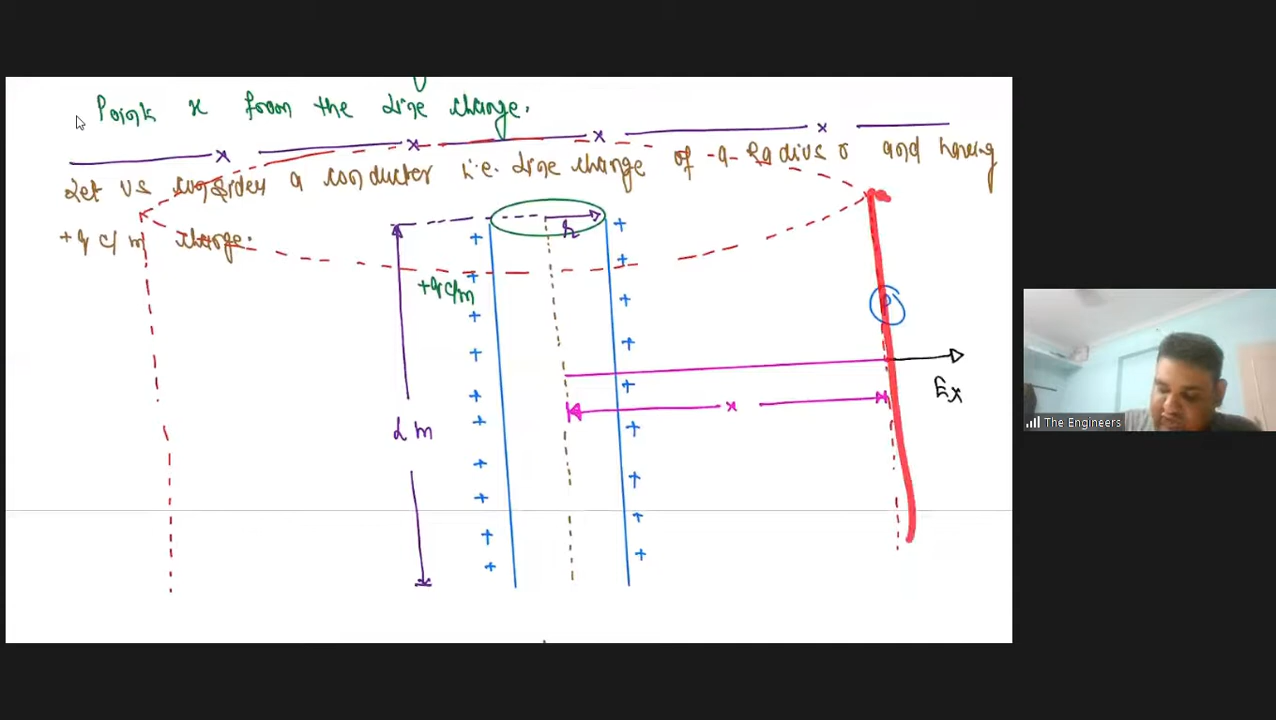 Point x from the Line charge.
Let us consider a conductor i.e. Line charge of -a- Radius r and having
+q c/m charge.
r
+q c/m
P
Ex
x
L m
The Engineers